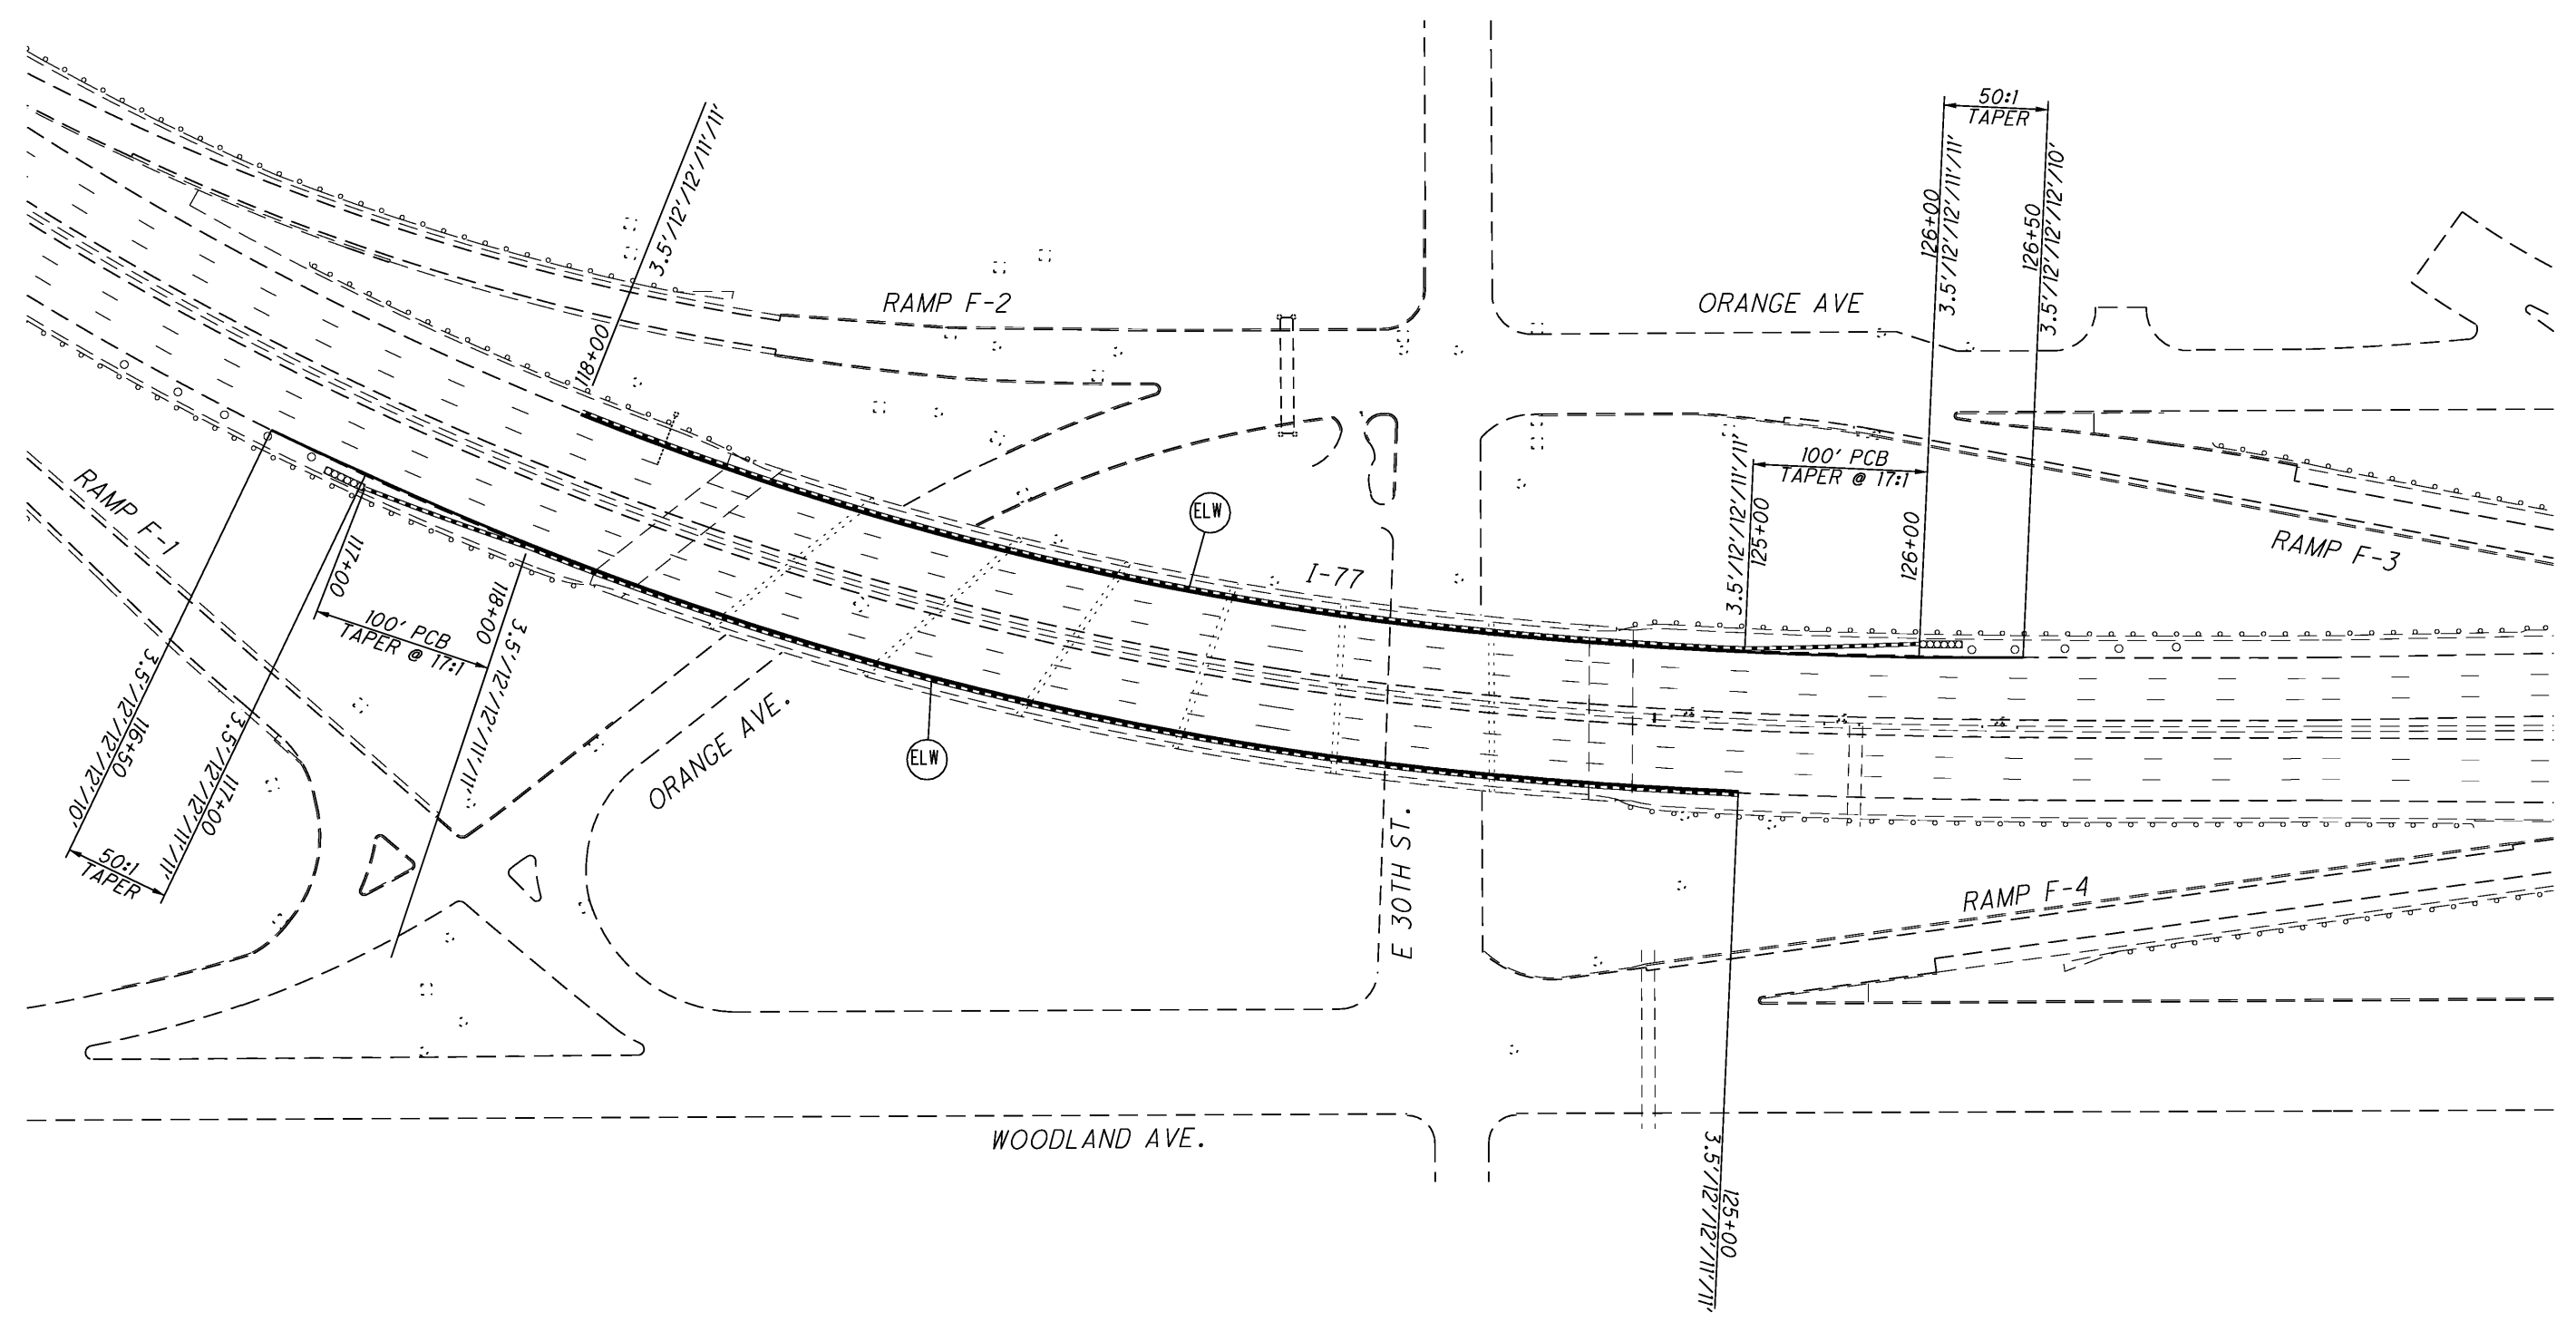 50:1
TAPER
3.5'/12'/12'/11'/11'
126+00
3.5'/12'/12'/11'/11'
126+50
3.5'/12'/12'/12'/10'
RAMP F-2
ORANGE AVE
118+00
100' PCB
TAPER @ 17:1
3.5'/12'/12'/11'/11'
125+00
126+00
RAMP F-1
ELW
I-77
RAMP F-3
117+00
100' PCB
TAPER @ 17:1
118+00
3.5'/12'/12'/11'/11'
116+50
3.5'/12'/12'/12'/10'
117+00
3.5'/12'/12'/11'/11'
50:1
TAPER
ORANGE AVE.
ELW
E 30TH ST.
RAMP F-4
WOODLAND AVE.
125+00
3.5'/12'/12'/11'/11'